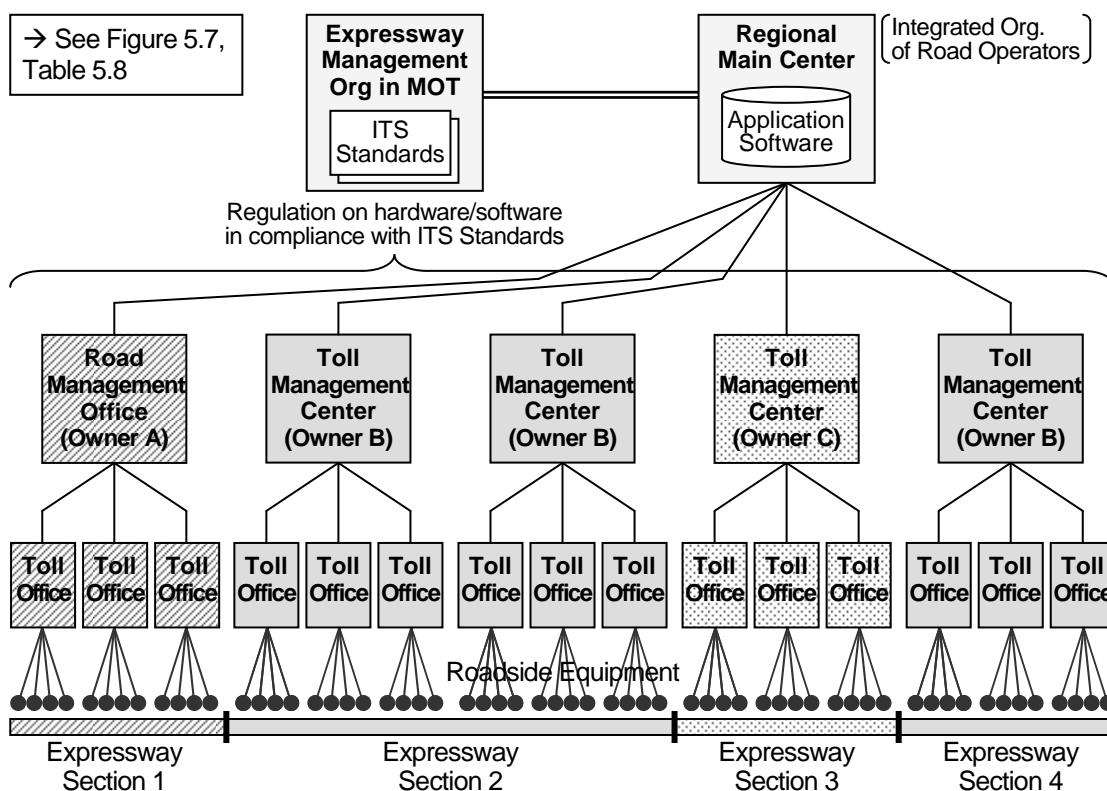 → See Figure 5.7,
Table 5.8
Expressway
Management
Org in MOT
ITS
Standards
Regional
Main Center
Application
Software
Integrated Org.
of Road Operators
Regulation on hardware/software
in compliance with ITS Standards
Road
Management
Office
(Owner A)
Toll
Management
Center
(Owner B)
Toll
Management
Center
(Owner B)
Toll
Management
Center
(Owner C)
Toll
Management
Center
(Owner B)
Toll
Office
Toll
Office
Toll
Office
Toll
Office
Toll
Office
Toll
Office
Toll
Office
Toll
Office
Toll
Office
Toll
Office
Toll
Office
Toll
Office
Toll
Office
Toll
Office
Toll
Office
Roadside Equipment
Expressway
Section 1
Expressway
Section 2
Expressway
Section 3
Expressway
Section 4